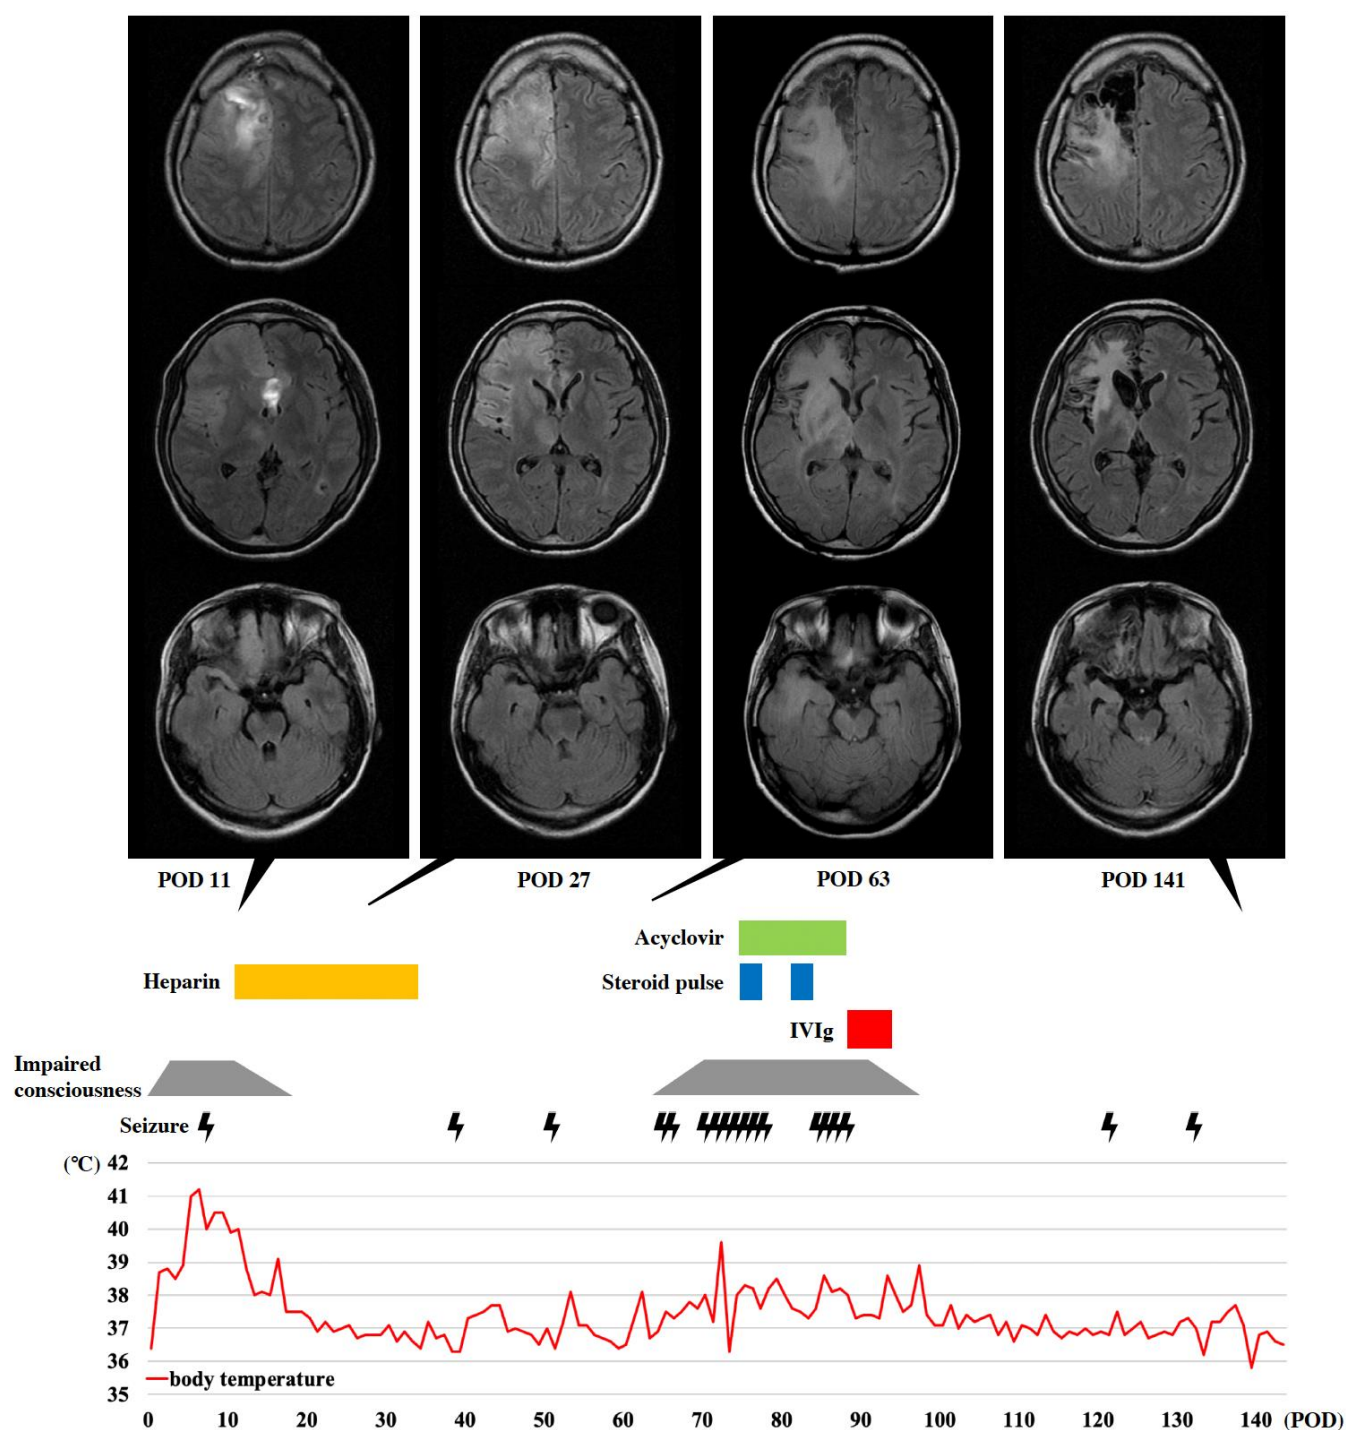 POD 11 POD 27 POD 63 POD 141
Acyclovir
Heparin Steroid pulse
IVIg
Impaired
consciousness
Seizure
(℃) 42
41
40
39
38
37
36
body temperature
35
0 10 20 30 40 50 60 70 80 90 100 110 120 130 140 (POD)